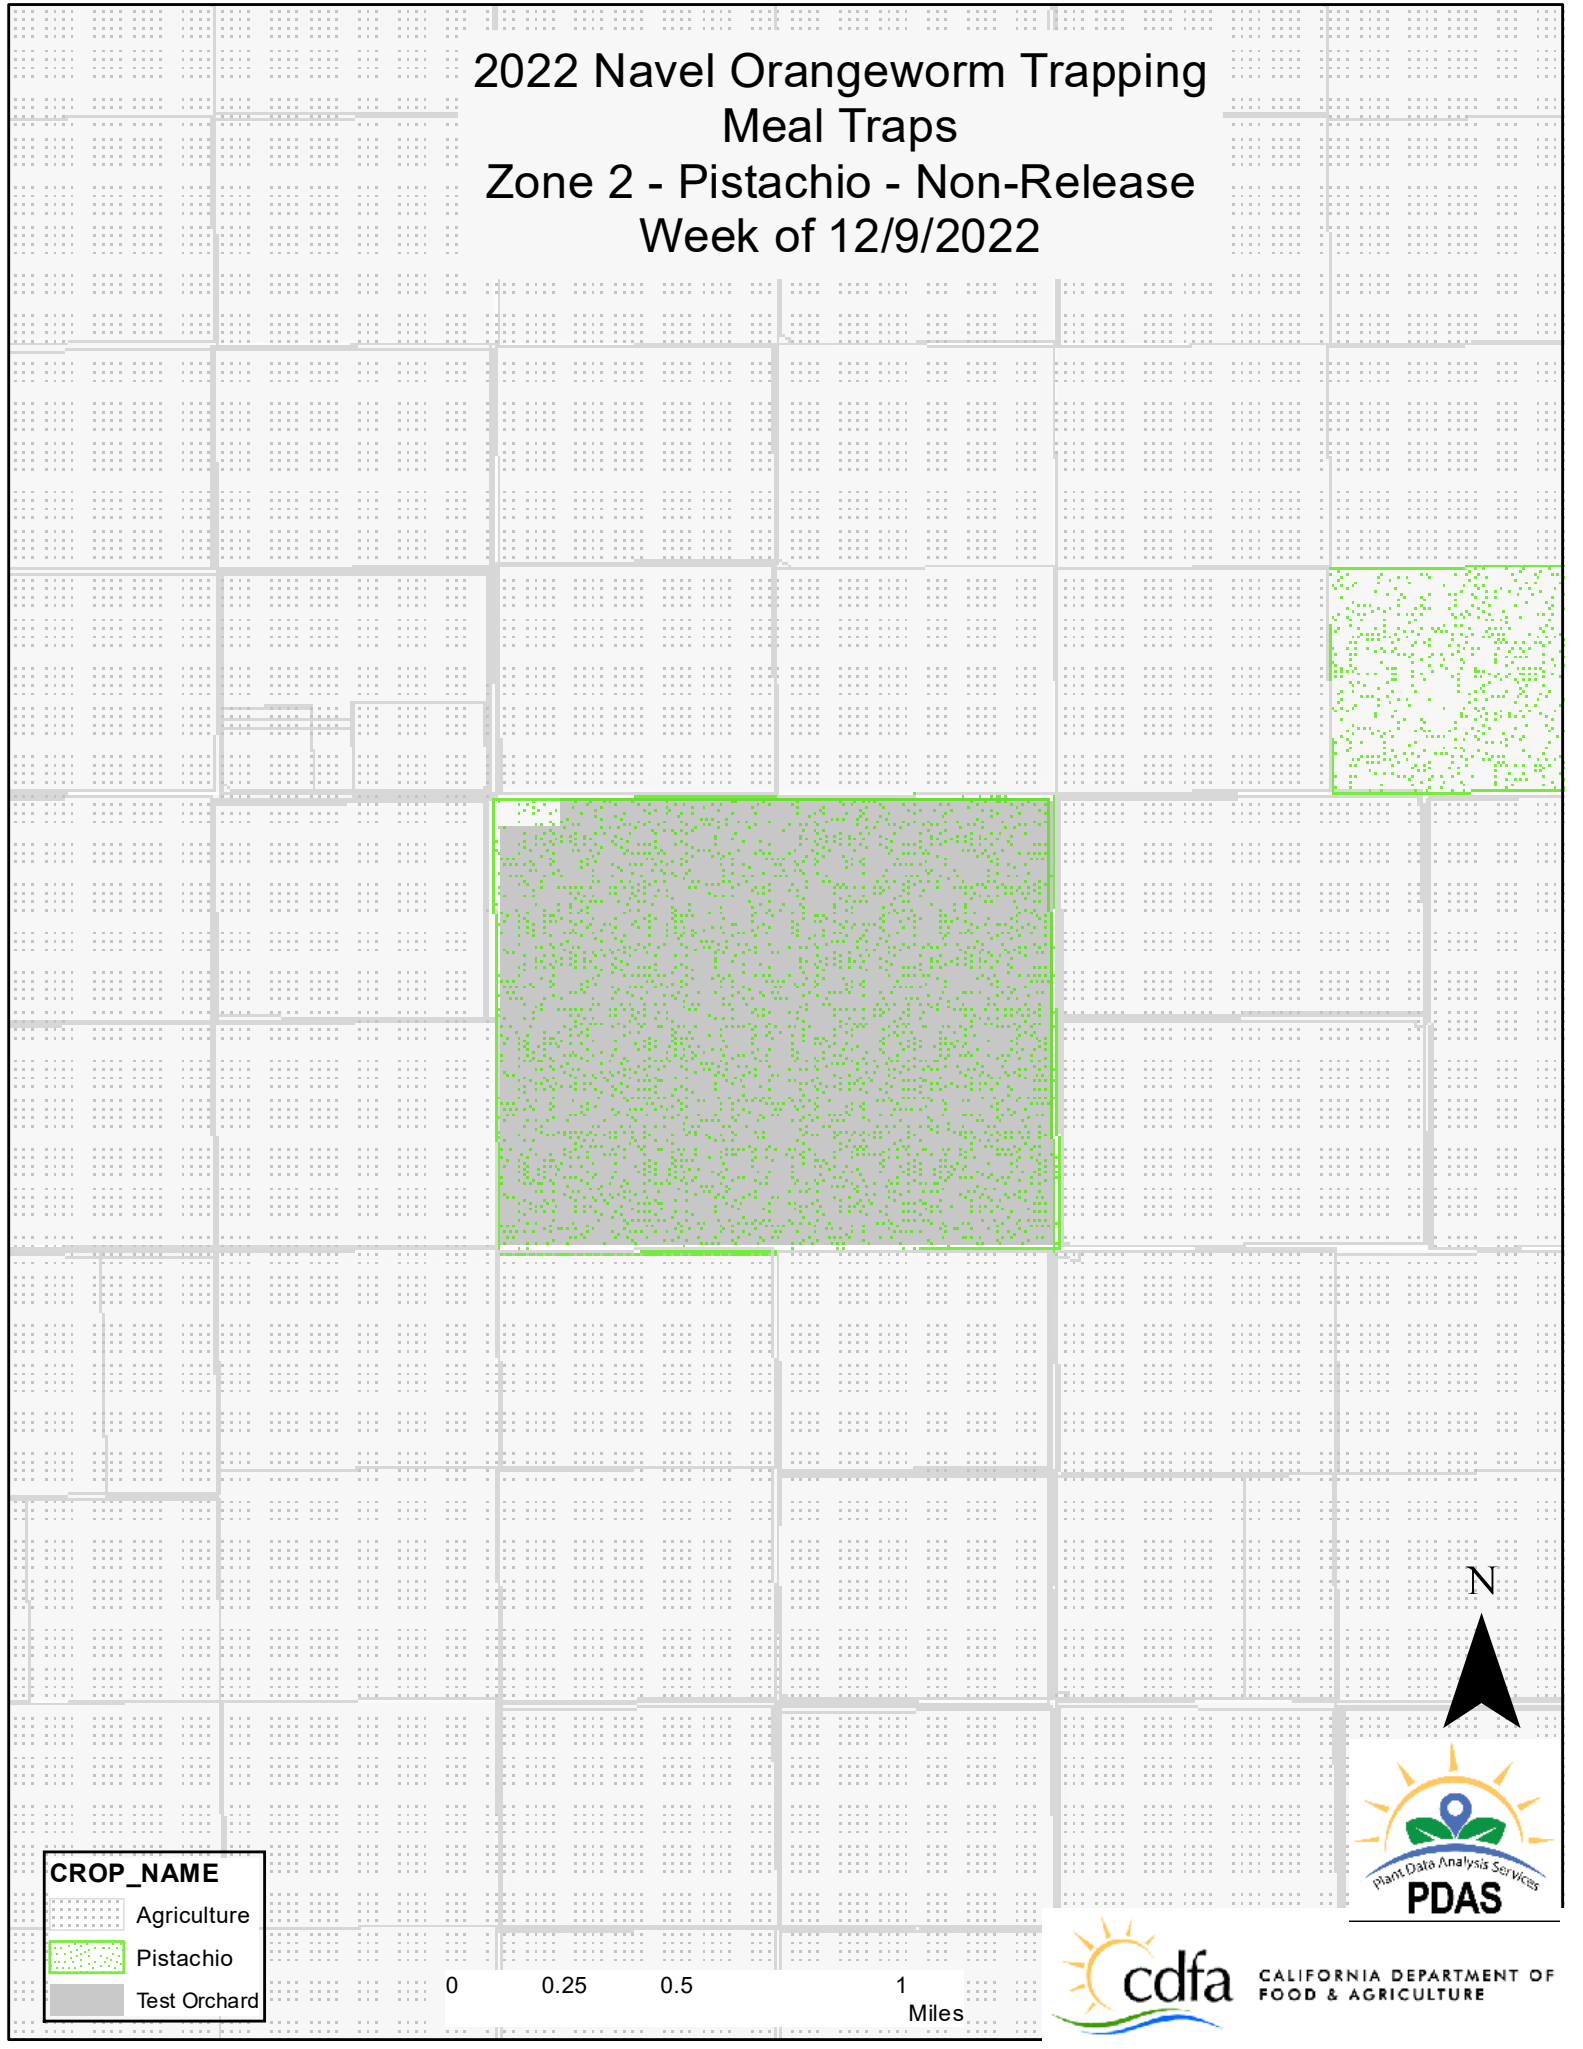 2022 Navel Orangeworm Trapping
Meal Traps
Zone 2 - Pistachio - Non-Release
Week of 12/9/2022
N
Plant Data Analysis Services
PDAS
CROP_NAME
Agriculture
Pistachio
Test Orchard
0 0.25 0.5 1
Miles
cdfa
CALIFORNIA DEPARTMENT OF
FOOD & AGRICULTURE